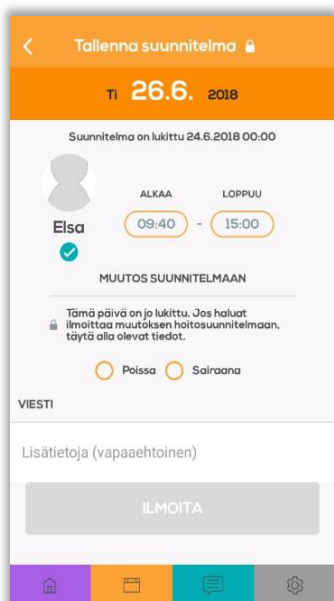 Tallenna suunnitelma
Ti 26.6. 2018
Suunnitelma on lukittu 24.6.2018 00:00
ALKAA LOPPUU
Elsa 09:40 - 15:00
MUUTOS SUUNNITELMAAN
Tämä päivä on jo lukittu. Jos haluat
ilmoittaa muutoksen hoitosuunnitelmaan,
täytä alla olevat tiedot.
Poissa Sairaana
VIESTI
Lisätietoja (vapaaehtoinen)
ILMOITA